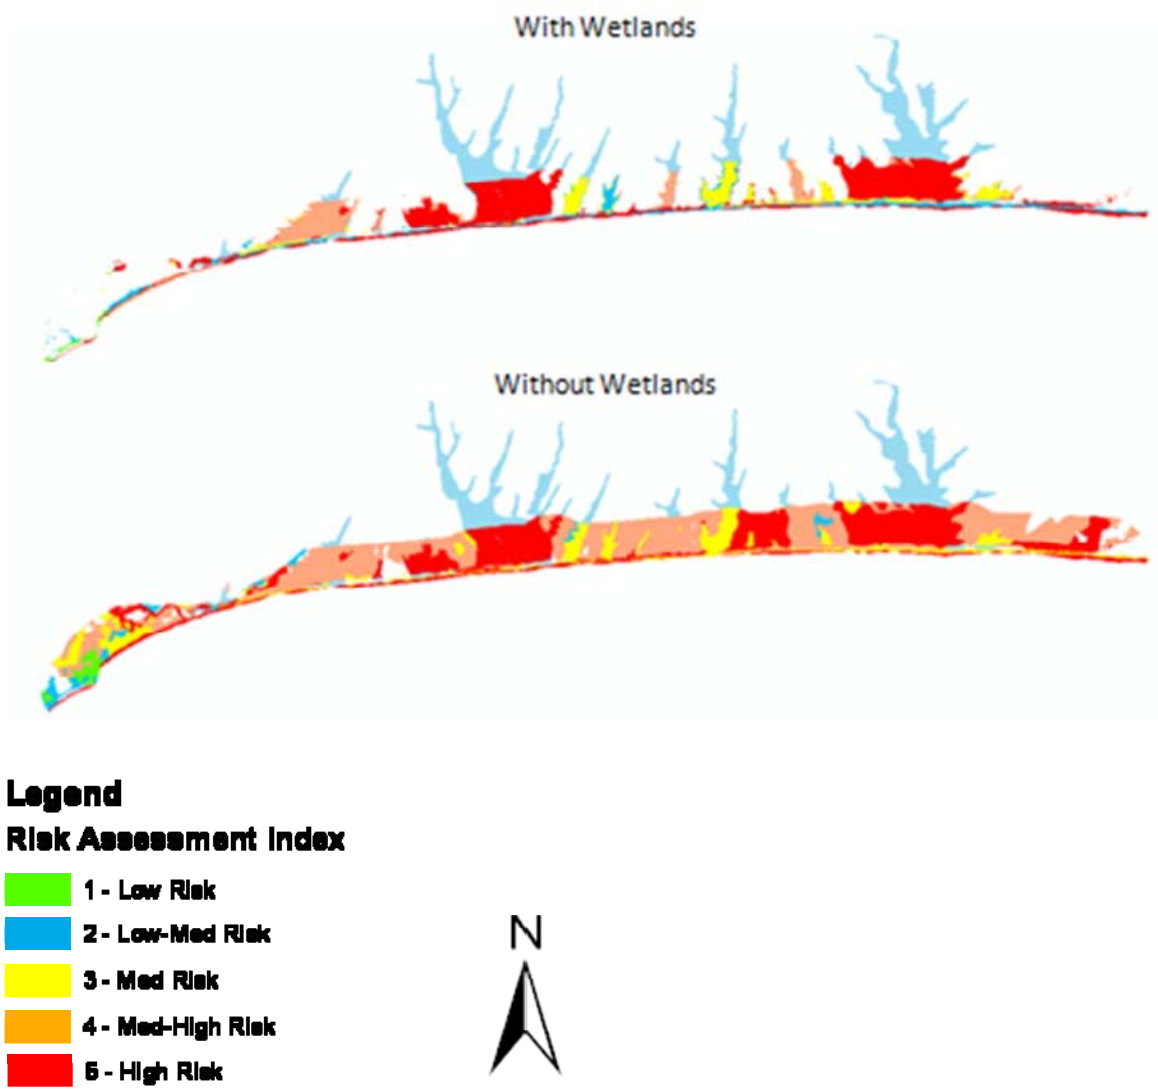 With Wetlands
Without Wetlands
Legend
Risk Assessment Index
1 - Low Risk
2 - Low-Med Risk
3 - Med Risk
4 - Med-High Risk
5 - High Risk
N